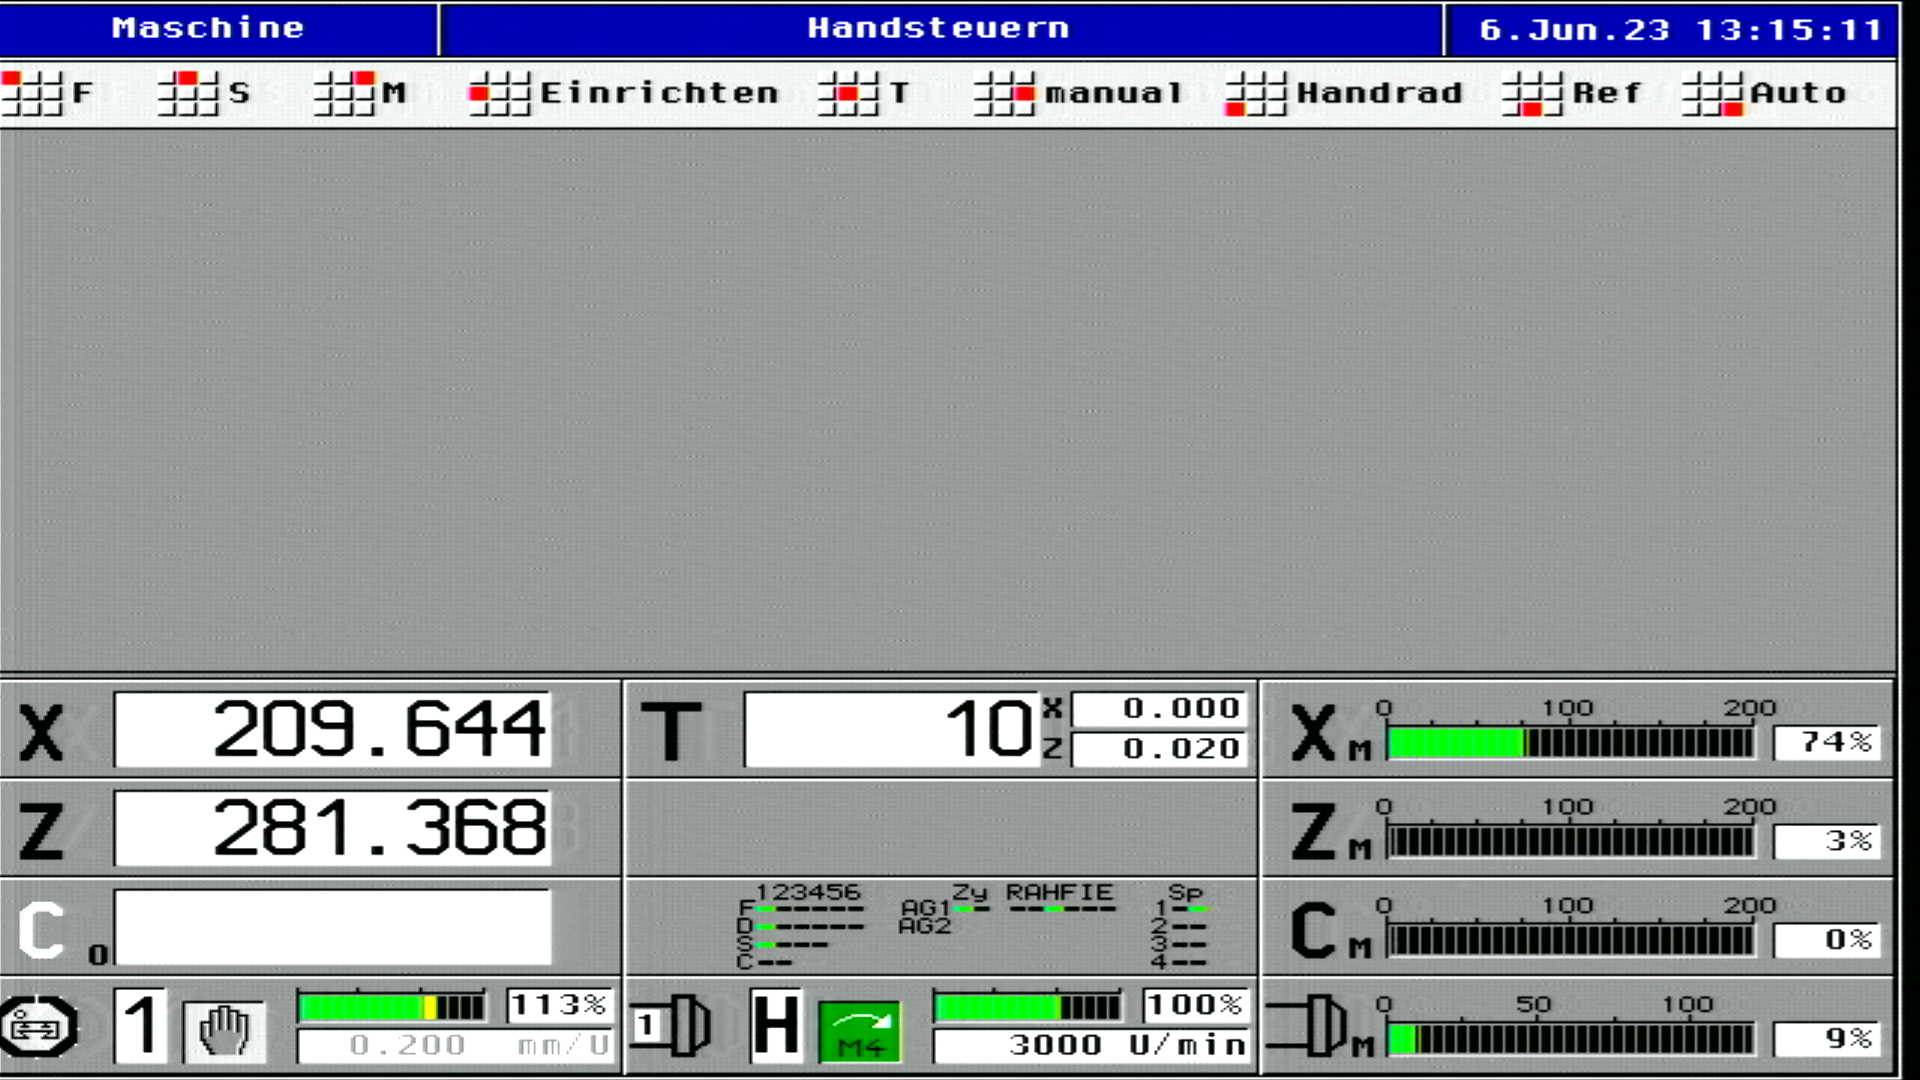 Maschine Handsteuern 6.Jun.23 13:15:11
F S M Einrichten T manual Handrad Ref Auto
X 209.644 T 10 X 0.000 Z 0.020 X M 0 100 200 74%
Z 281.368 Z M 0 100 200 3%
C 0 C M 0 100 200 0%
123456 Zy RAHFIE Sp
F AG1 1
D AG2 2
S 3
C 4
1 113% 1 H M4 100% M 0 50 100 9%
0.200 mm/U 3000 U/min